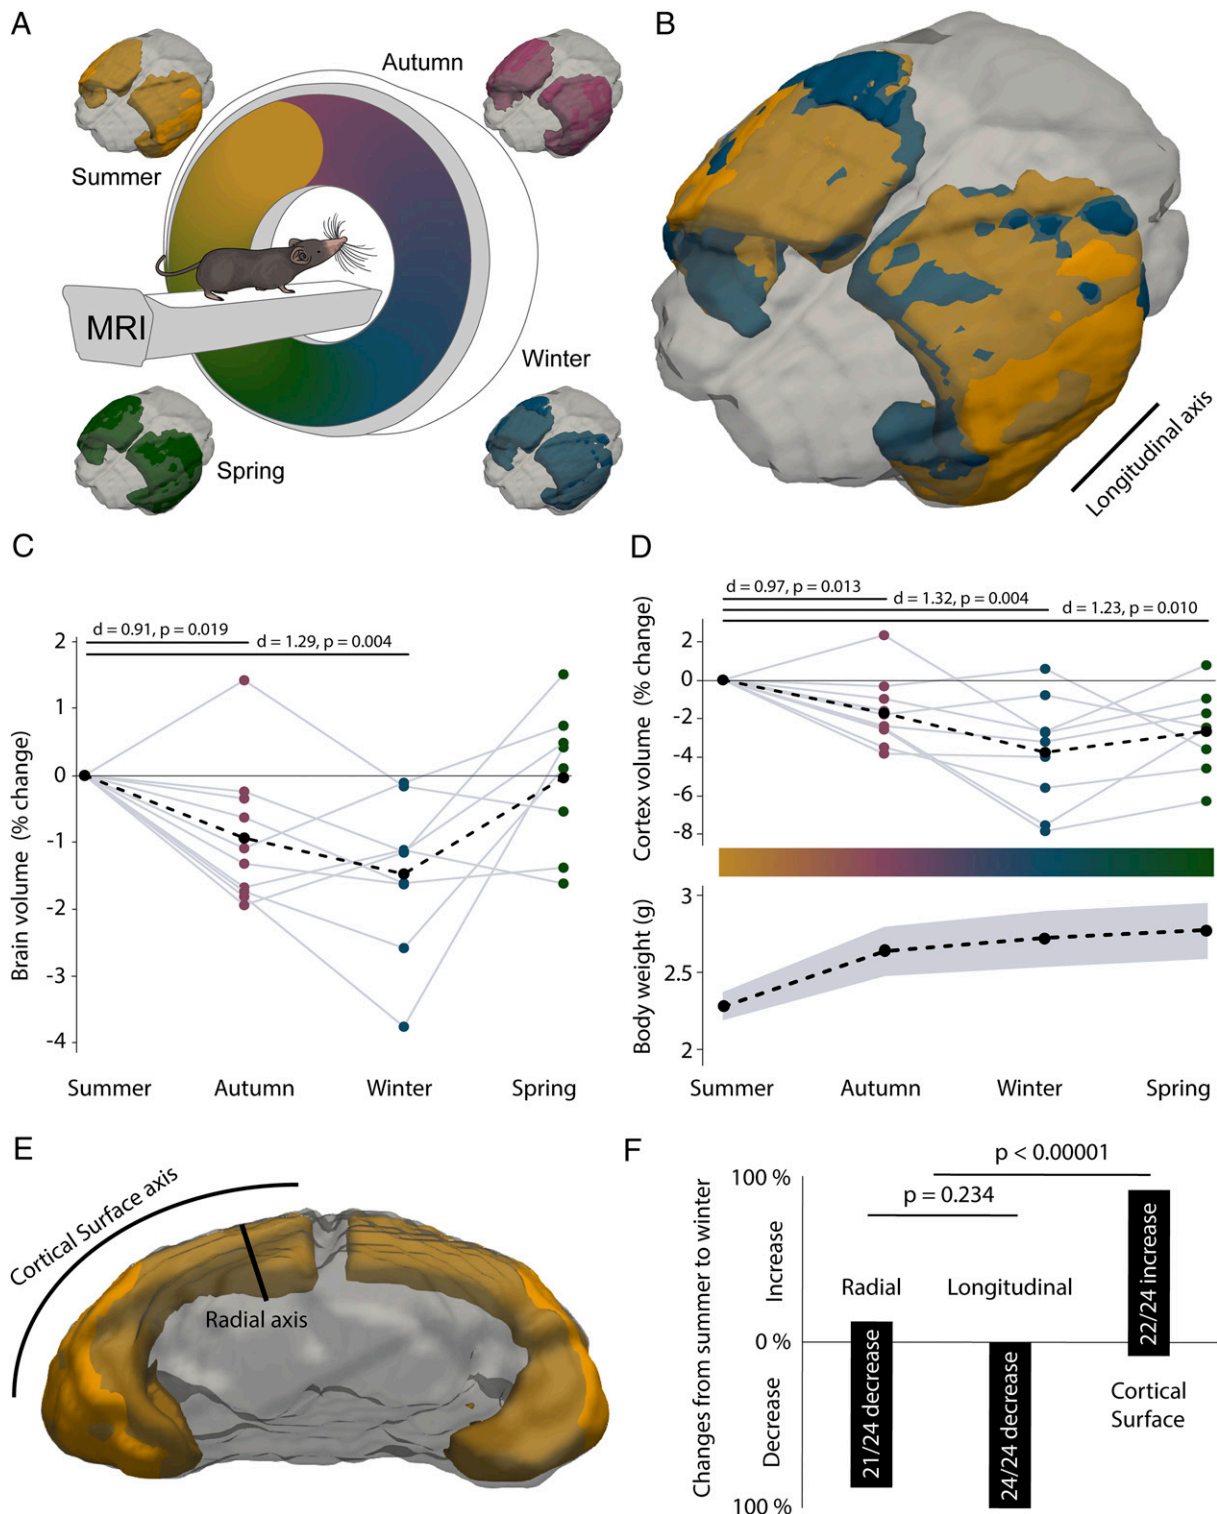 A
Summer
Autumn
MRI
Winter
Spring
B
Longitudinal axis
C
d = 0.91, p = 0.019
d = 1.29, p = 0.004
Brain volume (% change)
2
1
0
-1
-2
-3
-4
Summer
Autumn
Winter
Spring
D
d = 0.97, p = 0.013
d = 1.32, p = 0.004
d = 1.23, p = 0.010
Cortex volume (% change)
2
0
-2
-4
-6
-8
Body weight (g)
3
2.5
2
Summer
Autumn
Winter
Spring
E
Cortical Surface axis
Radial axis
F
p < 0.00001
p = 0.234
Changes from summer to winter
Decrease
Increase
100 %
0 %
100 %
Radial
Longitudinal
Cortical
Surface
21/24 decrease
24/24 decrease
22/24 increase